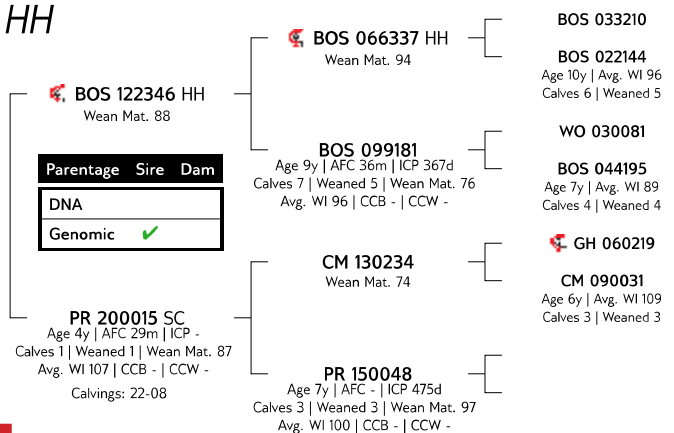 HH
BOS 122346 HH
Wean Mat. 88
Parentage Sire Dam
DNA
Genomic ✔
PR 200015 SC
Age 4y | AFC 29m | ICP -
Calves 1 | Weaned 1 | Wean Mat. 87
Avg. WI 107 | CCB - | CCW -
Calvings: 22-08
BOS 066337 HH
Wean Mat. 94
BOS 099181
Age 9y | AFC 36m | ICP 367d
Calves 7 | Weaned 5 | Wean Mat. 76
Avg. WI 96 | CCB - | CCW -
CM 130234
Wean Mat. 74
PR 150048
Age 7y | AFC - | ICP 475d
Calves 3 | Weaned 3 | Wean Mat. 97
Avg. WI 100 | CCB - | CCW -
BOS 033210
BOS 022144
Age 10y | Avg. WI 96
Calves 6 | Weaned 5
WO 030081
BOS 044195
Age 7y | Avg. WI 89
Calves 4 | Weaned 4
GH 060219
CM 090031
Age 6y | Avg. WI 109
Calves 3 | Weaned 3